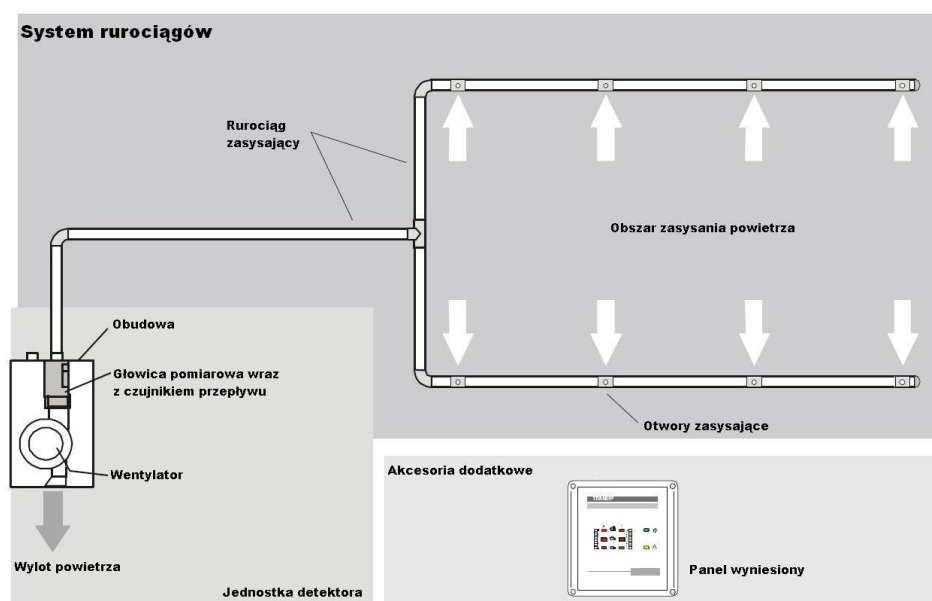 System rurociągów
Rurociąg
zasysający
Obszar zasysania powietrza
Obudowa
Głowica pomiarowa wraz
z czujnikiem przepływu
Otwory zasysające
Wentylator
Akcesoria dodatkowe
Wylot powietrza
Panel wyniesiony
Jednostka detektora